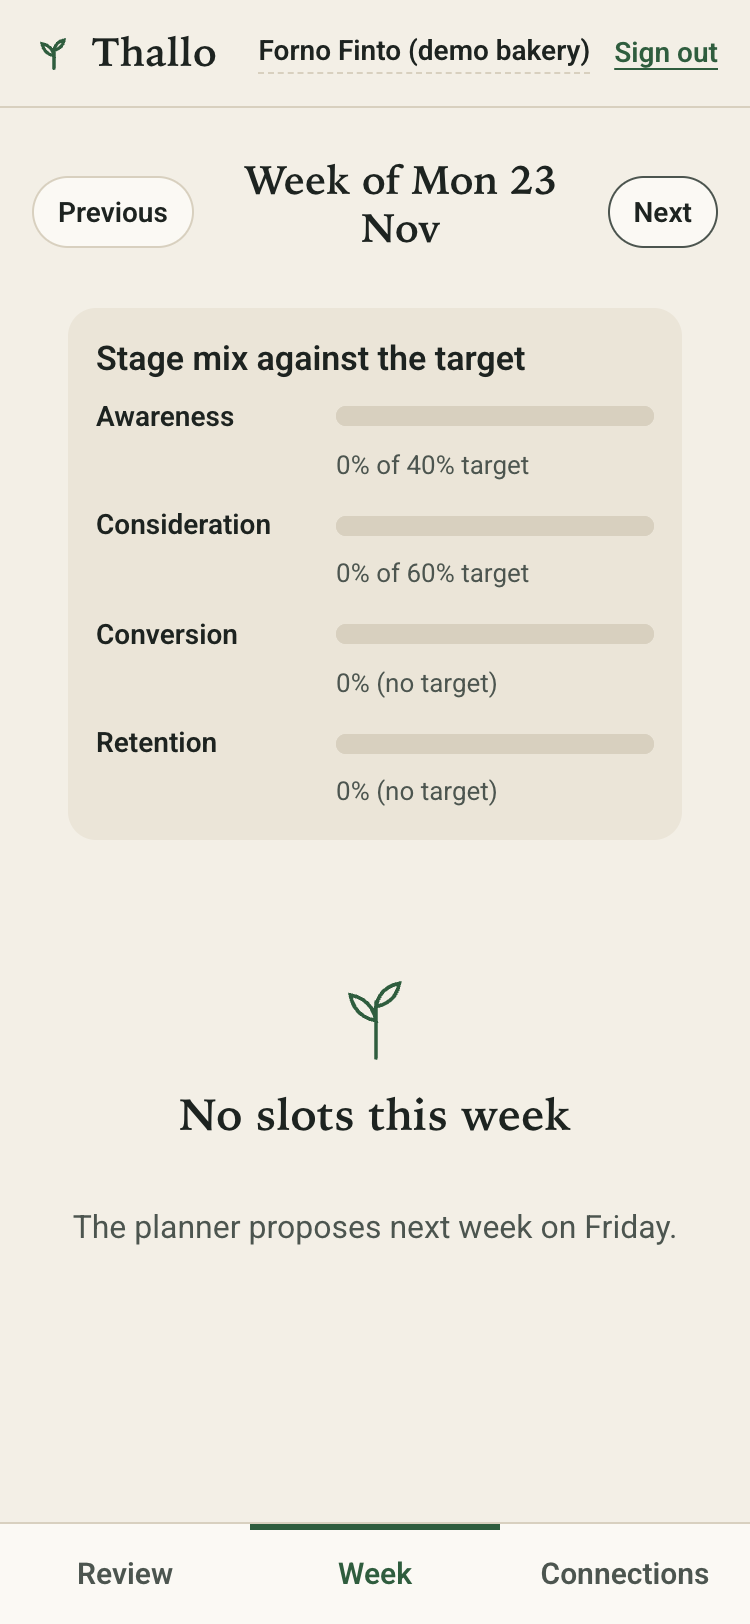 Thallo
Forno Finto (demo bakery)
Sign out
Previous
Week of Mon 23
Nov
Next
Stage mix against the target
Awareness
0% of 40% target
Consideration
0% of 60% target
Conversion
0% (no target)
Retention
0% (no target)
No slots this week
The planner proposes next week on Friday.
Review
Week
Connections